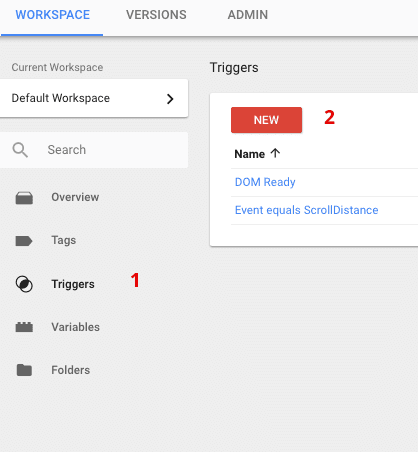 WORKSPACE VERSIONS ADMIN
Current Workspace
Default Workspace
Search
Overview
Tags
Triggers 1
Variables
Folders
Triggers
NEW 2
Name
DOM Ready
Event equals ScrollDistance